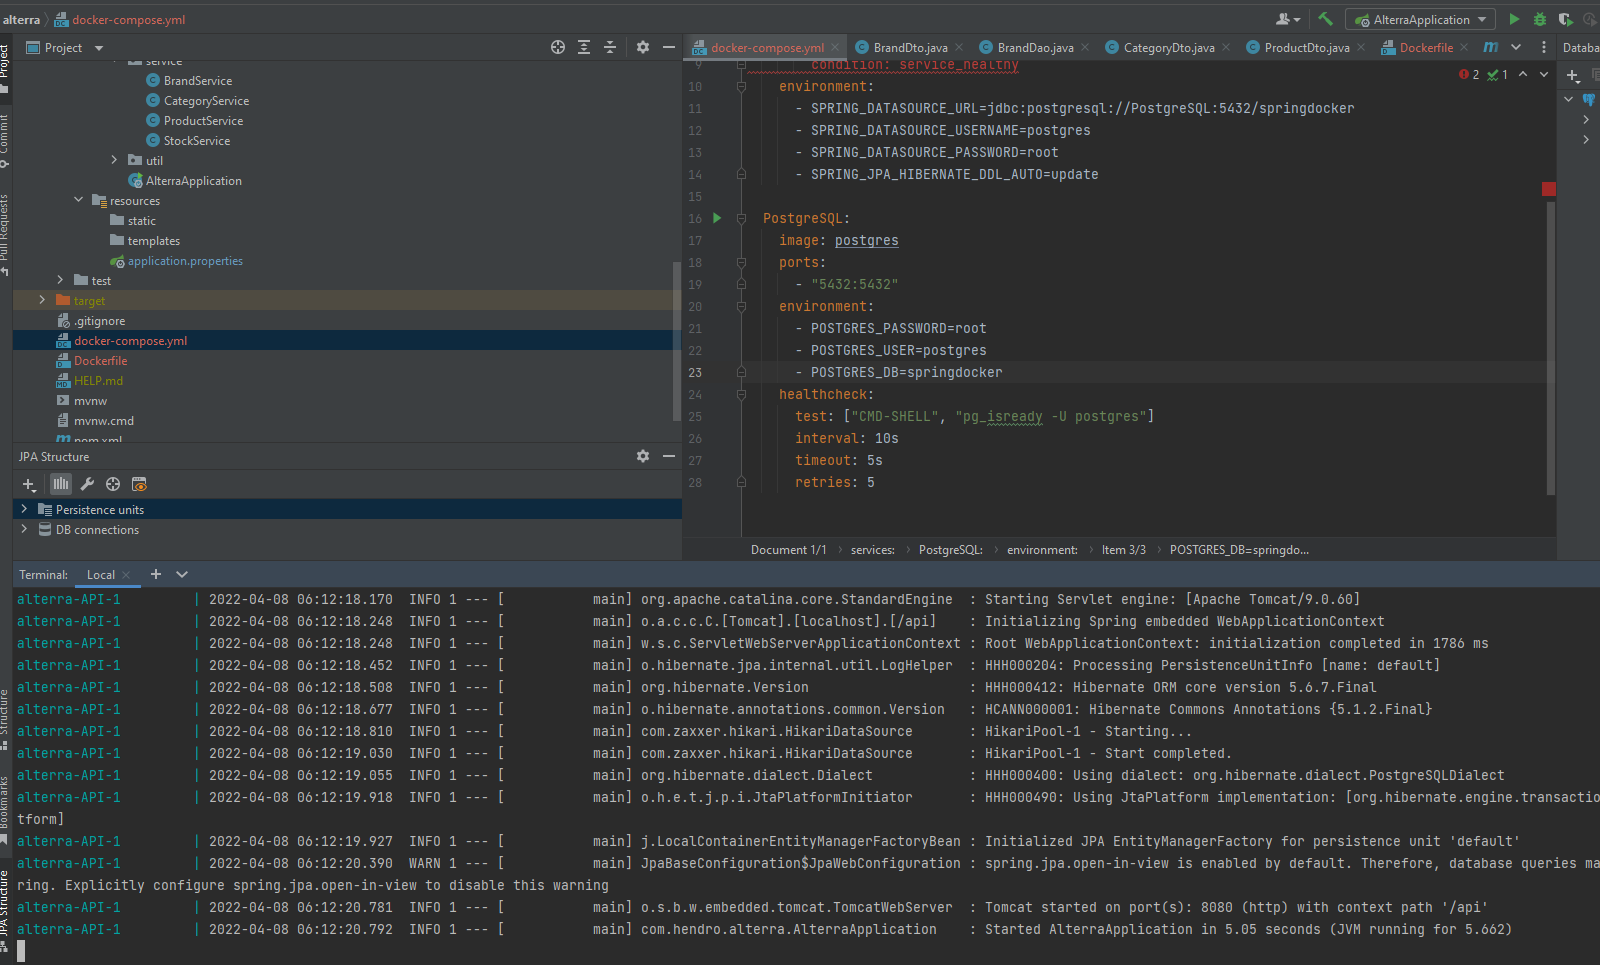 alterra docker-compose.yml
AlterraApplication
Project
docker-compose.yml
BrandDto.java
BrandDao.java
CategoryDto.java
ProductDto.java
Dockerfile
Databa
service
BrandService
CategoryService
ProductService
StockService
util
AlterraApplication
resources
static
templates
application.properties
test
target
.gitignore
docker-compose.yml
Dockerfile
HELP.md
mvnw
mvnw.cmd
pom.xml
JPA Structure
Persistence units
DB connections
Project
Commit
Pull Requests
Structure
Bookmarks
JPA Structure
2 1
9 condition: service_healthy
10 environment:
11 - SPRING_DATASOURCE_URL=jdbc:postgresql://PostgreSQL:5432/springdocker
12 - SPRING_DATASOURCE_USERNAME=postgres
13 - SPRING_DATASOURCE_PASSWORD=root
14 - SPRING_JPA_HIBERNATE_DDL_AUTO=update
15
16 PostgreSQL:
17 image: postgres
18 ports:
19 - "5432:5432"
20 environment:
21 - POSTGRES_PASSWORD=root
22 - POSTGRES_USER=postgres
23 - POSTGRES_DB=springdocker
24 healthcheck:
25 test: ["CMD-SHELL", "pg_isready -U postgres"]
26 interval: 10s
27 timeout: 5s
28 retries: 5
Document 1/1 services: PostgreSQL: environment: Item 3/3 POSTGRES_DB=springdo...
Terminal: Local
alterra-API-1 | 2022-04-08 06:12:18.170 INFO 1 --- [ main] org.apache.catalina.core.StandardEngine : Starting Servlet engine: [Apache Tomcat/9.0.60]
alterra-API-1 | 2022-04-08 06:12:18.248 INFO 1 --- [ main] o.a.c.c.C.[Tomcat].[localhost].[/api] : Initializing Spring embedded WebApplicationContext
alterra-API-1 | 2022-04-08 06:12:18.248 INFO 1 --- [ main] w.s.c.ServletWebServerApplicationContext : Root WebApplicationContext: initialization completed in 1786 ms
alterra-API-1 | 2022-04-08 06:12:18.452 INFO 1 --- [ main] o.hibernate.jpa.internal.util.LogHelper : HHH000204: Processing PersistenceUnitInfo [name: default]
alterra-API-1 | 2022-04-08 06:12:18.508 INFO 1 --- [ main] org.hibernate.Version : HHH000412: Hibernate ORM core version 5.6.7.Final
alterra-API-1 | 2022-04-08 06:12:18.677 INFO 1 --- [ main] o.hibernate.annotations.common.Version : HCANN000001: Hibernate Commons Annotations {5.1.2.Final}
alterra-API-1 | 2022-04-08 06:12:18.810 INFO 1 --- [ main] com.zaxxer.hikari.HikariDataSource : HikariPool-1 - Starting...
alterra-API-1 | 2022-04-08 06:12:19.030 INFO 1 --- [ main] com.zaxxer.hikari.HikariDataSource : HikariPool-1 - Start completed.
alterra-API-1 | 2022-04-08 06:12:19.055 INFO 1 --- [ main] org.hibernate.dialect.Dialect : HHH000400: Using dialect: org.hibernate.dialect.PostgreSQLDialect
alterra-API-1 | 2022-04-08 06:12:19.918 INFO 1 --- [ main] o.h.e.t.j.p.i.JtaPlatformInitiator : HHH000490: Using JtaPlatform implementation: [org.hibernate.engine.transactio
tform]
alterra-API-1 | 2022-04-08 06:12:19.927 INFO 1 --- [ main] j.LocalContainerEntityManagerFactoryBean : Initialized JPA EntityManagerFactory for persistence unit 'default'
alterra-API-1 | 2022-04-08 06:12:20.390 WARN 1 --- [ main] JpaBaseConfiguration$JpaWebConfiguration : spring.jpa.open-in-view is enabled by default. Therefore, database queries ma
ring. Explicitly configure spring.jpa.open-in-view to disable this warning
alterra-API-1 | 2022-04-08 06:12:20.781 INFO 1 --- [ main] o.s.b.w.embedded.tomcat.TomcatWebServer : Tomcat started on port(s): 8080 (http) with context path '/api'
alterra-API-1 | 2022-04-08 06:12:20.792 INFO 1 --- [ main] com.hendro.alterra.AlterraApplication : Started AlterraApplication in 5.05 seconds (JVM running for 5.662)